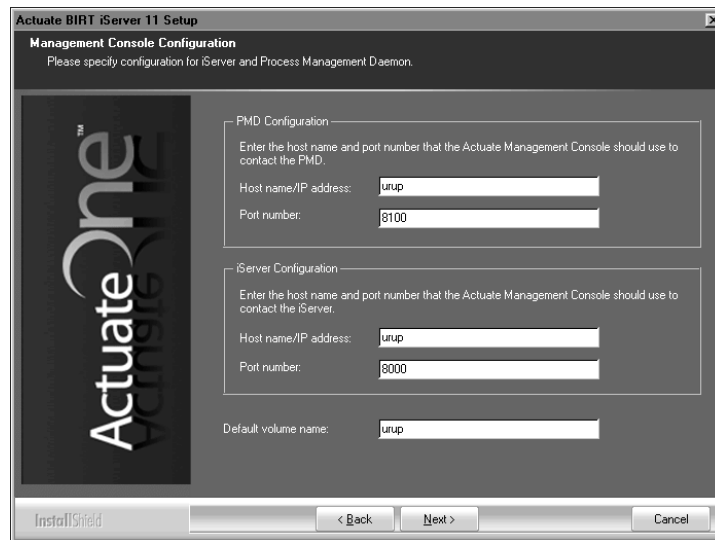 Actuate BIRT iServer 11 Setup
Management Console Configuration
Please specify configuration for iServer and Process Management Daemon.
ActuateOne™
PMD Configuration
Enter the host name and port number that the Actuate Management Console should use to
contact the PMD.
Host name/IP address: urup
Port number: 8100
iServer Configuration
Enter the host name and port number that the Actuate Management Console should use to
contact the iServer.
Host name/IP address: urup
Port number: 8000
Default volume name: urup
InstallShield
< Back
Next >
Cancel